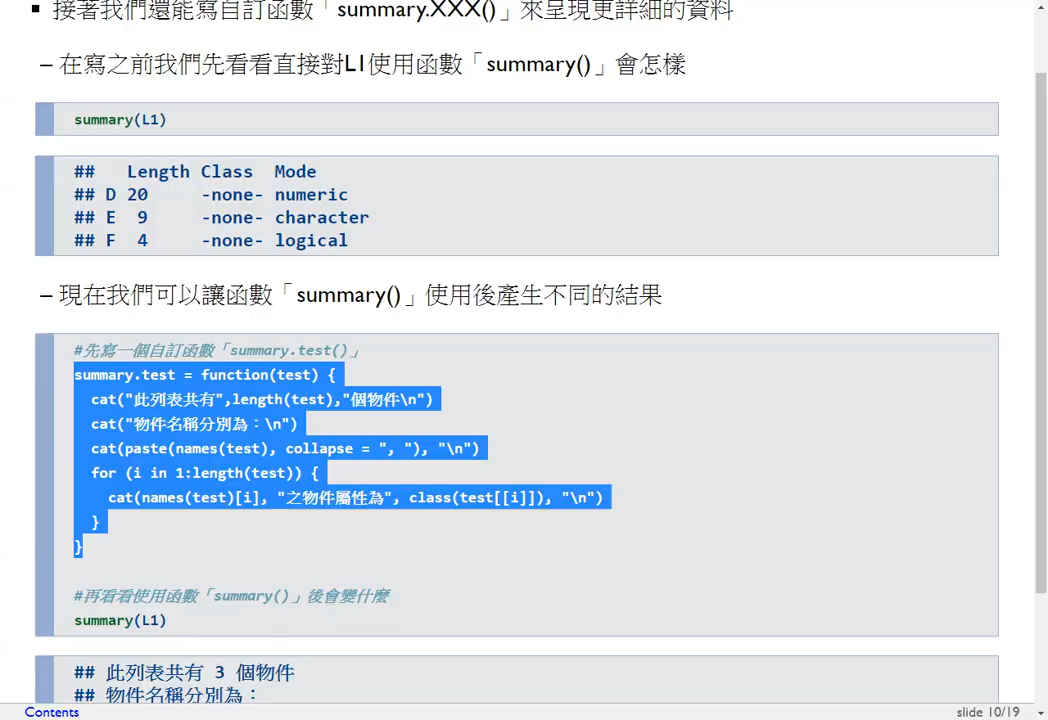 ▪ 接著我們還能寫自訂函數「summary.XXX()」來呈現更詳細的資料
– 在寫之前我們先看看直接對L1使用函數「summary()」會怎樣
summary(L1)
##   Length Class  Mode
## D 20     -none- numeric
## E  9     -none- character
## F  4     -none- logical
– 現在我們可以讓函數「summary()」使用後產生不同的結果
#先寫一個自訂函數「summary.test()」
summary.test = function(test) {
  cat("此列表共有",length(test),"個物件\n")
  cat("物件名稱分別為：\n")
  cat(paste(names(test), collapse = ", "), "\n")
  for (i in 1:length(test)) {
    cat(names(test)[i], "之物件屬性為", class(test[[i]]), "\n")
  }
}
#再看看使用函數「summary()」後會變什麼
summary(L1)
## 此列表共有 3 個物件
## 物件名稱分別為：
Contents
slide 10/19